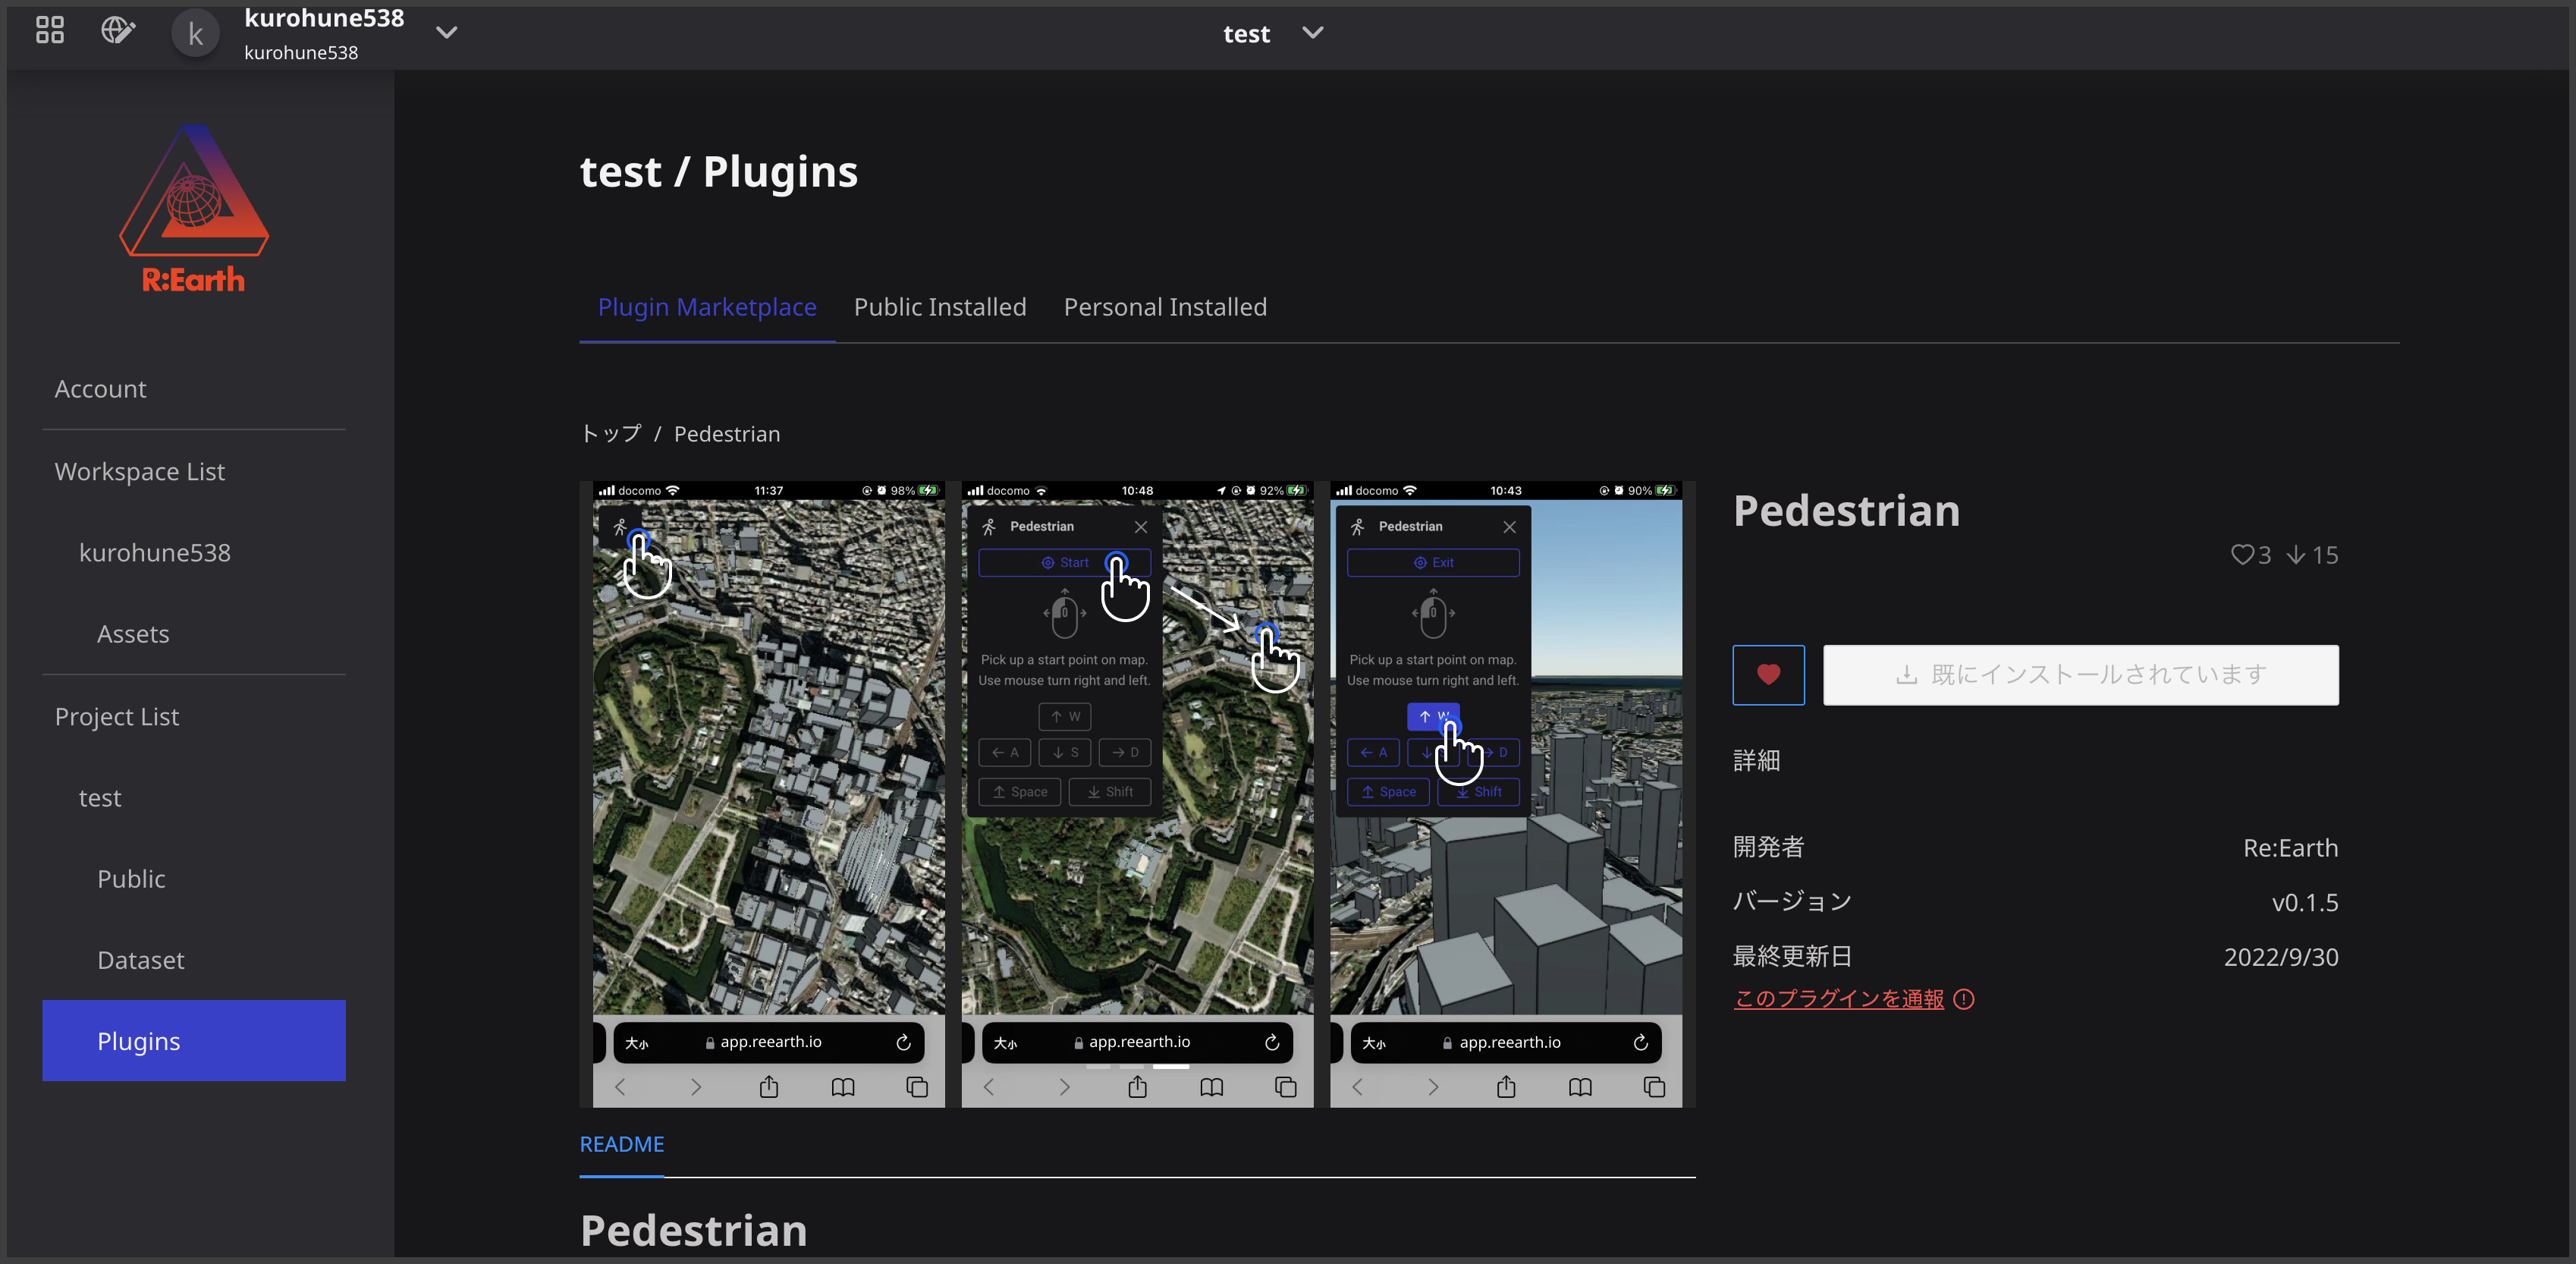 kurohune538
k
kurohune538
test
R:Earth
Account
Workspace List
kurohune538
Assets
Project List
test
Public
Dataset
Plugins
test / Plugins
Plugin Marketplace
Public Installed
Personal Installed
トップ / Pedestrian
docomo 11:37 98%
大小 app.reearth.io
docomo 10:48 92%
Pedestrian
Start
Pick up a start point on map.
Use mouse turn right and left.
W
A S D
Space Shift
大小 app.reearth.io
docomo 10:43 90%
Pedestrian
Exit
Pick up a start point on map.
Use mouse turn right and left.
W
A D
Space Shift
大小 app.reearth.io
Pedestrian
3 15
既にインストールされています
詳細
開発者 Re:Earth
バージョン v0.1.5
最終更新日 2022/9/30
このプラグインを通報
README
Pedestrian